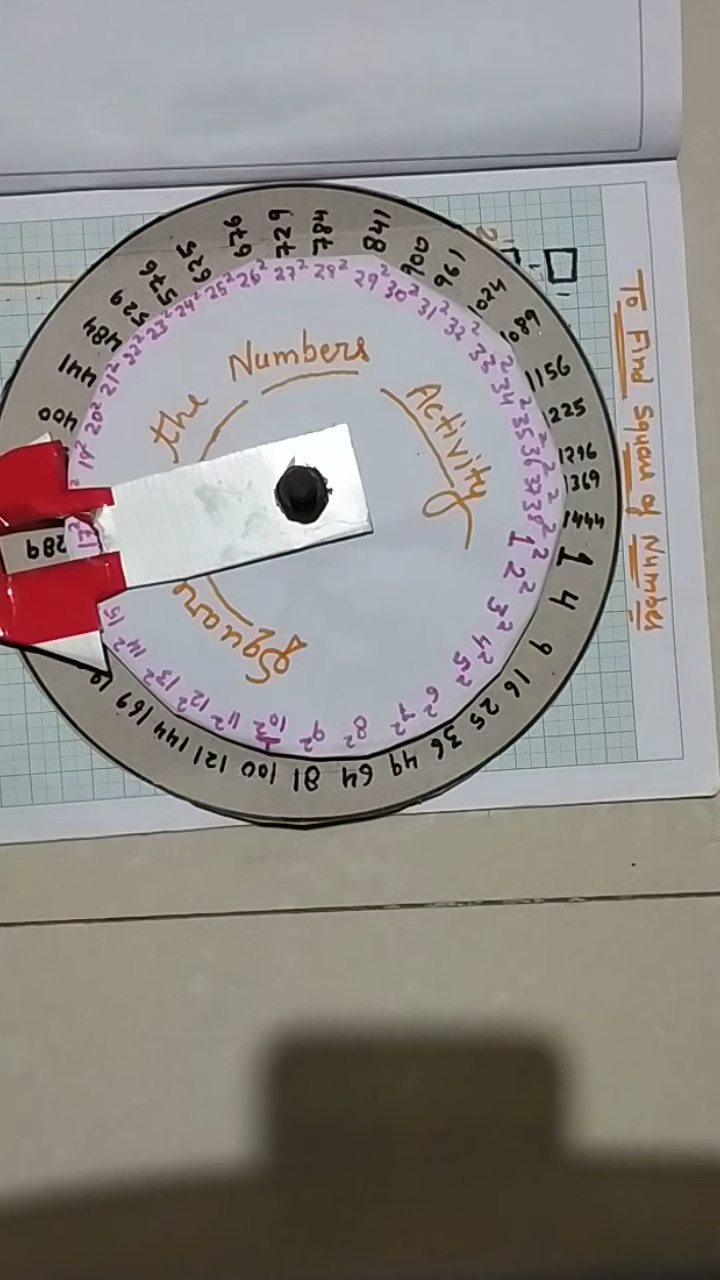 To Find Square of Number
Square the Numbers Activity
1 4 9 16 25 36 49 64 81 100 121 144 169
289
400 441 484 529 576 625 676 729 784 841 900 961 1024 1089 1156 1225 1296 1369 1444
1² 2² 3² 4² 5² 6² 7² 8² 9² 10² 11² 12² 13² 14² 15
17²
19² 20² 21² 22² 23² 24² 25² 26² 27² 28² 29² 30² 31² 32² 33² 34² 35² 36² 37² 38²